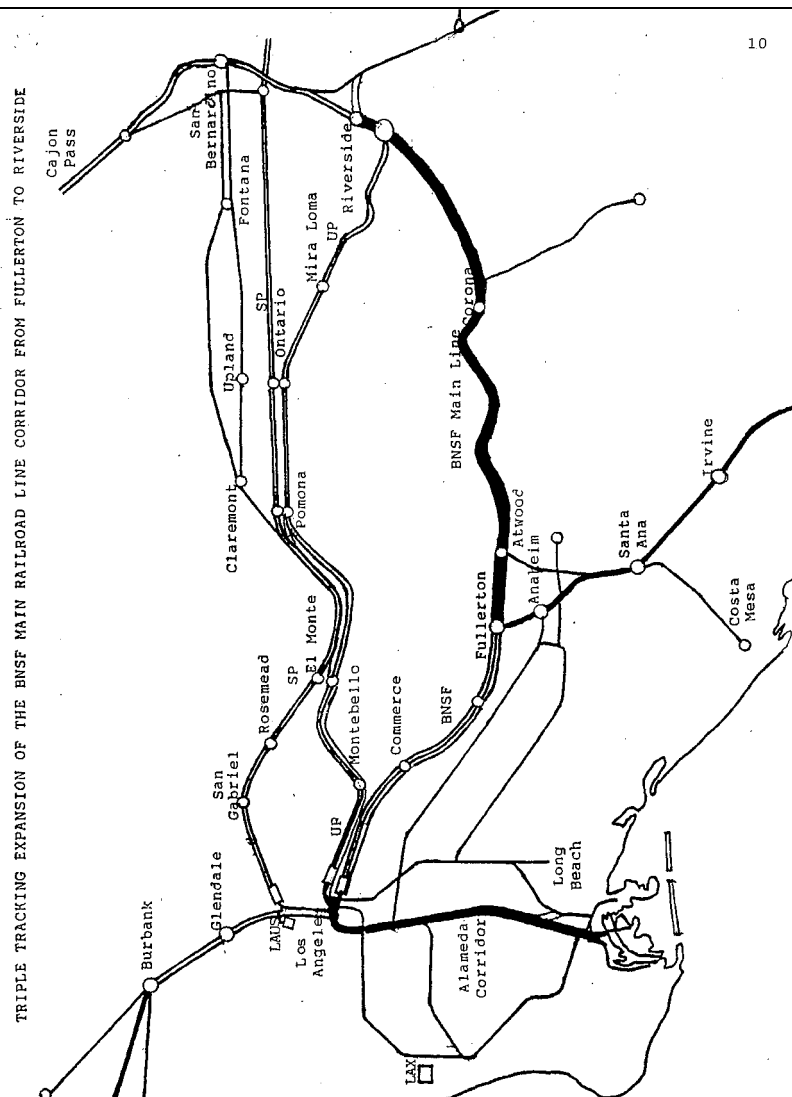 10
TRIPLE TRACKING EXPANSION OF THE BNSF MAIN RAILROAD LINE CORRIDOR FROM FULLERTON TO RIVERSIDE
Cajon
Pass
San
Bernardino
Fontana
Riverside
Mira Loma
UP
SP
Ontario
Upland
Claremont
Pomona
BNSF Main Line
Corona
Atwood
Anaheim
Fullerton
Santa
Ana
Irvine
Costa
Mesa
El Monte
SP
Rosemead
San
Gabriel
Montebello
Commerce
BNSF
UP
Glendale
Burbank
LAUS
Los
Angeles
Long
Beach
Alameda
Corridor
LAX